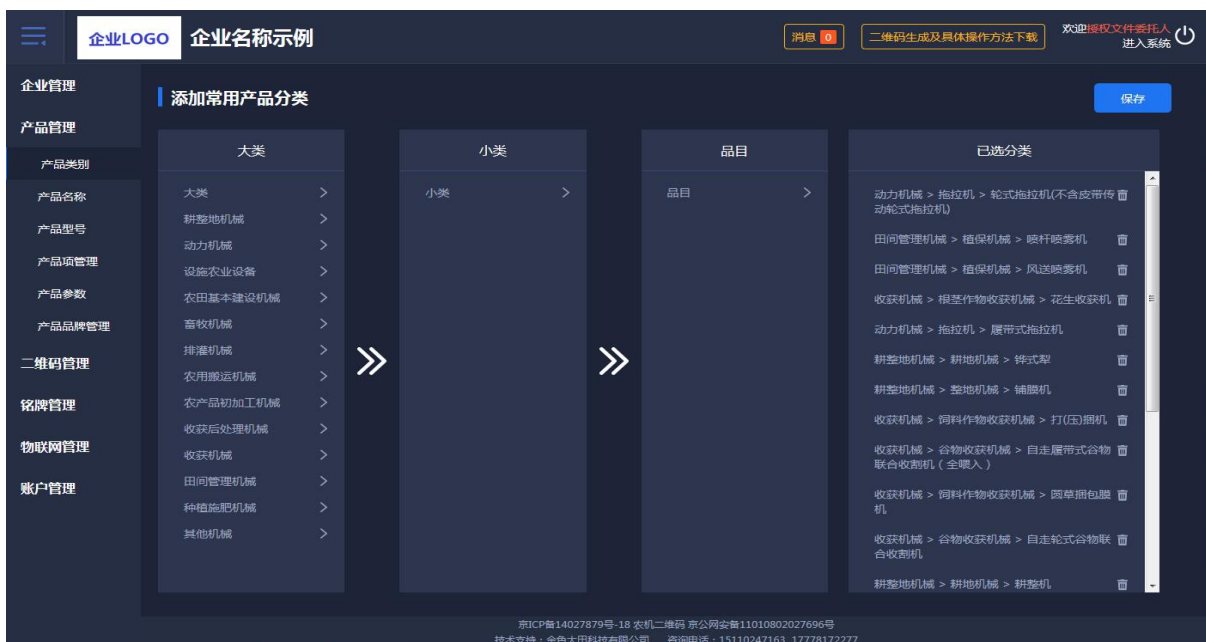 企业LOGO 企业名称示例
消息 0
二维码生成及具体操作方法下载
欢迎授权文件委托人
进入系统
企业管理
产品管理
产品类别
产品名称
产品型号
产品项管理
产品参数
产品品牌管理
二维码管理
铭牌管理
物联网管理
账户管理
添加常用产品分类
保存
大类
大类
耕整地机械
动力机械
设施农业设备
农田基本建设机械
畜牧机械
排灌机械
农用搬运机械
农产品初加工机械
收获后处理机械
收获机械
田间管理机械
种植施肥机械
其他机械
小类
小类
品目
品目
已选分类
动力机械 > 拖拉机 > 轮式拖拉机(不含皮带传
动轮式拖拉机)
田间管理机械 > 植保机械 > 喷杆喷雾机
田间管理机械 > 植保机械 > 风送喷雾机
收获机械 > 根茎作物收获机械 > 花生收获机
动力机械 > 拖拉机 > 履带式拖拉机
耕整地机械 > 耕地机械 > 铧式犁
耕整地机械 > 整地机械 > 铺膜机
收获机械 > 饲料作物收获机械 > 打(压)捆机
收获机械 > 谷物收获机械 > 自走履带式谷物
联合收割机（全喂入）
收获机械 > 饲料作物收获机械 > 圆草捆包膜
机
收获机械 > 谷物收获机械 > 自走轮式谷物联
合收割机
耕整地机械 > 耕地机械 > 耕整机
京ICP备14027879号-18 农机二维码 京公网安备11010802027696号
技术支持：金色大田科技有限公司 咨询电话：15110247163 17778172277